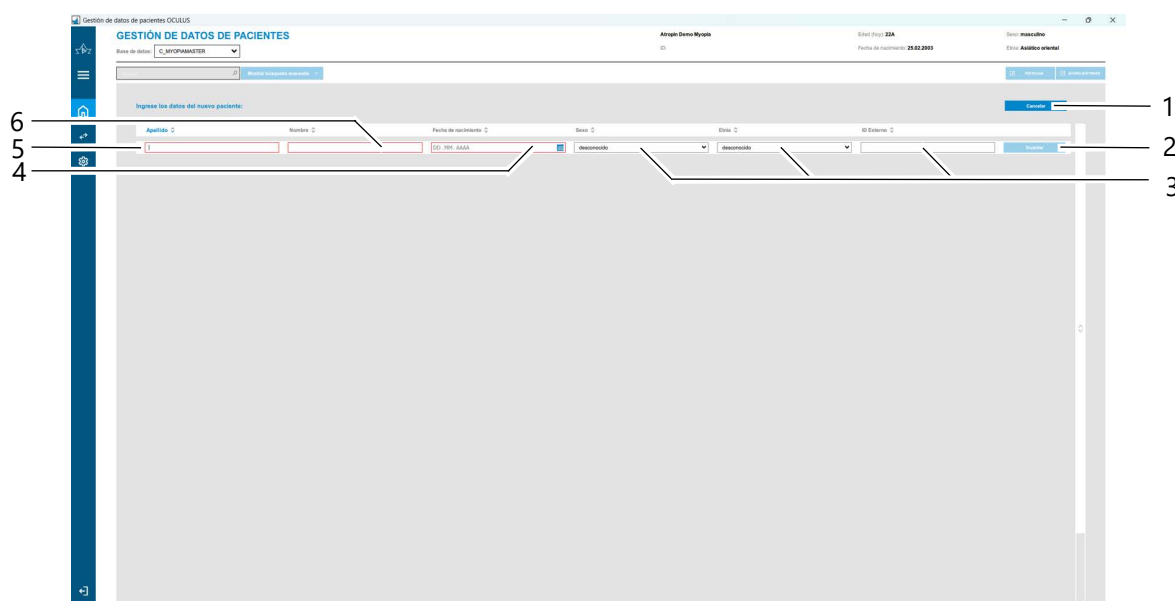 Gestión de datos de pacientes OCULUS
GESTIÓN DE DATOS DE PACIENTES
Base de datos: C_MYOPIAMASTER
Atropin Demo Myopia
ID:
Edad (hoy): 22A
Fecha de nacimiento: 25.02.2003
Sexo: masculino
Etnia: Asiático oriental
Mostrar búsqueda avanzada
Ingrese los datos del nuevo paciente:
Cancelar
1
Apellido
Nombre
Fecha de nacimiento
Sexo
Etnia
ID Externo
6
5
DD. MM. AAAA
desconocido
desconocido
Guardar
2
4
3